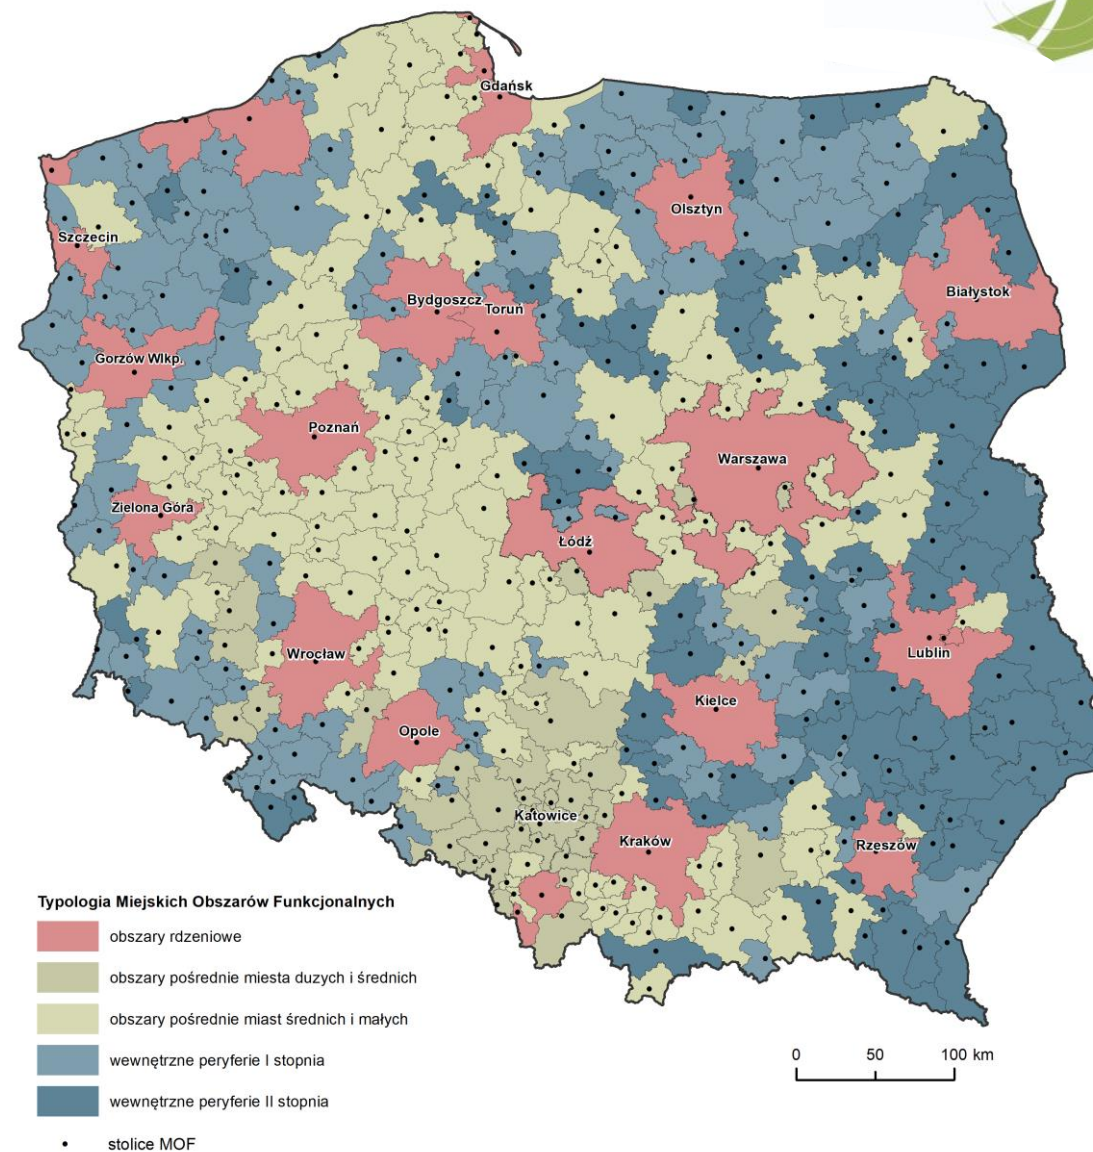 Gdańsk
Olsztyn
Szczecin
Białystok
Bydgoszcz
Toruń
Gorzów Wlkp.
Poznań
Warszawa
Zielona Góra
Łódź
Wrocław
Lublin
Kielce
Opole
Katowice
Kraków
Rzeszów
Typologia Miejskich Obszarów Funkcjonalnych
obszary rdzeniowe
obszary pośrednie miasta duzych i średnich
obszary pośrednie miast średnich i małych
wewnętrzne peryferie I stopnia
wewnętrzne peryferie II stopnia
stolice MOF
0 50 100 km